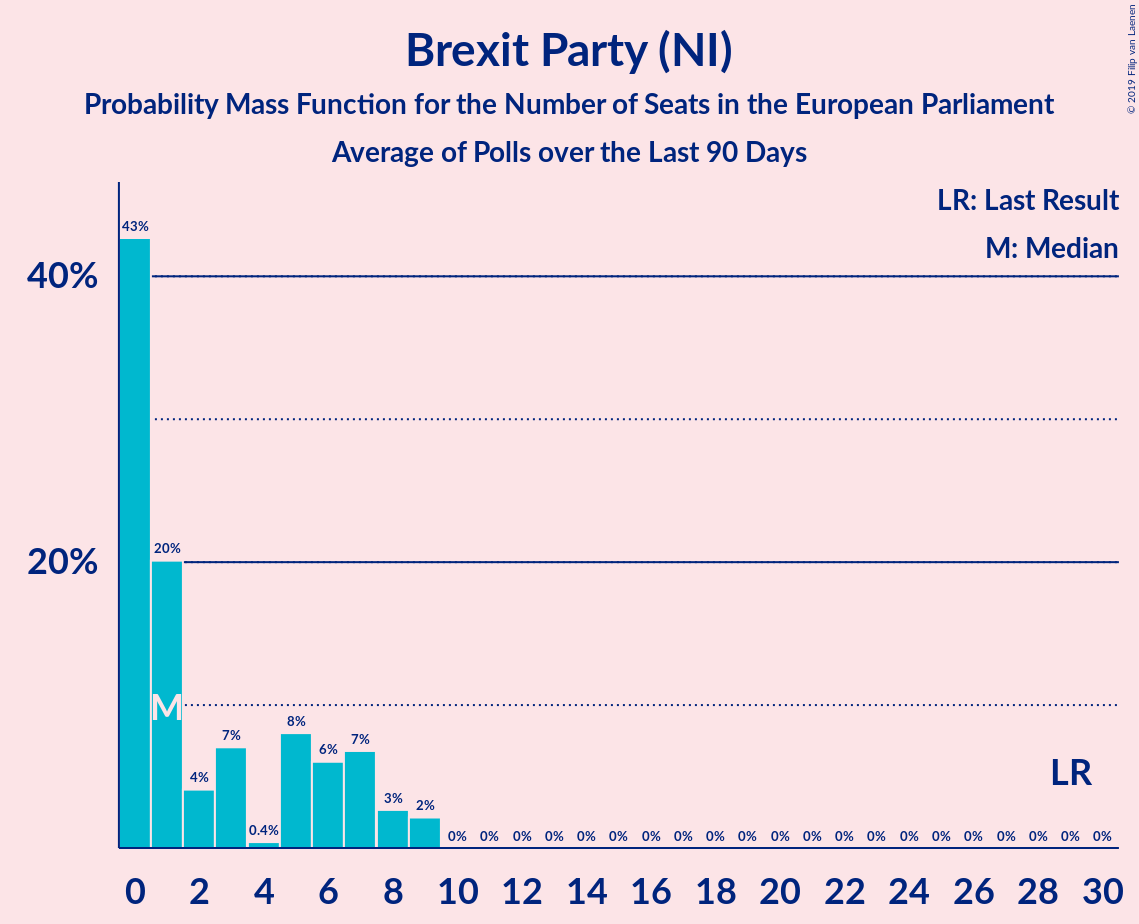 Brexit Party (NI)
Probability Mass Function for the Number of Seats in the European Parliament
Average of Polls over the Last 90 Days
© 2019 Filip van Laenen
LR: Last Result
M: Median
43%
40%
20%
20%
M
7%
4%
0.4%
8%
6%
7%
3%
2%
0% 0% 0% 0% 0% 0% 0% 0% 0% 0% 0% 0% 0% 0% 0% 0% 0% 0% 0% 0% 0%
LR
0 2 4 6 8 10 12 14 16 18 20 22 24 26 28 30